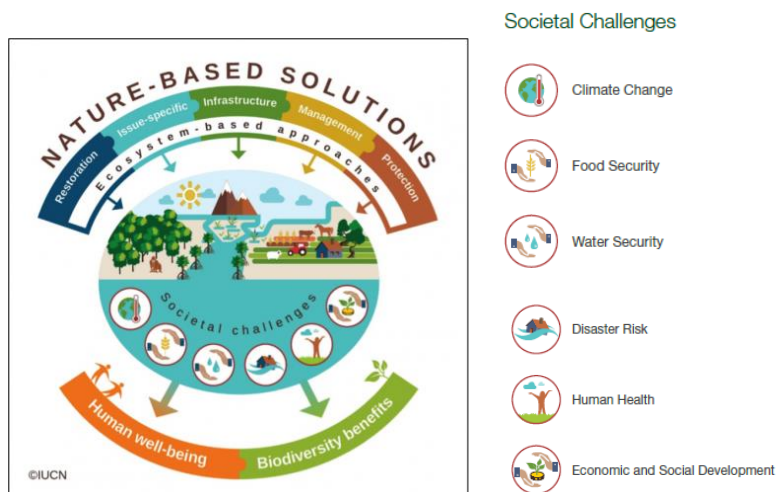 NATURE-BASED SOLUTIONS
Restoration
Issue-specific
Infrastructure
Management
Protection
Ecosystem-based approaches
Societal challenges
Human well-being
Biodiversity benefits
©IUCN
Societal Challenges
Climate Change
Food Security
Water Security
Disaster Risk
Human Health
Economic and Social Development